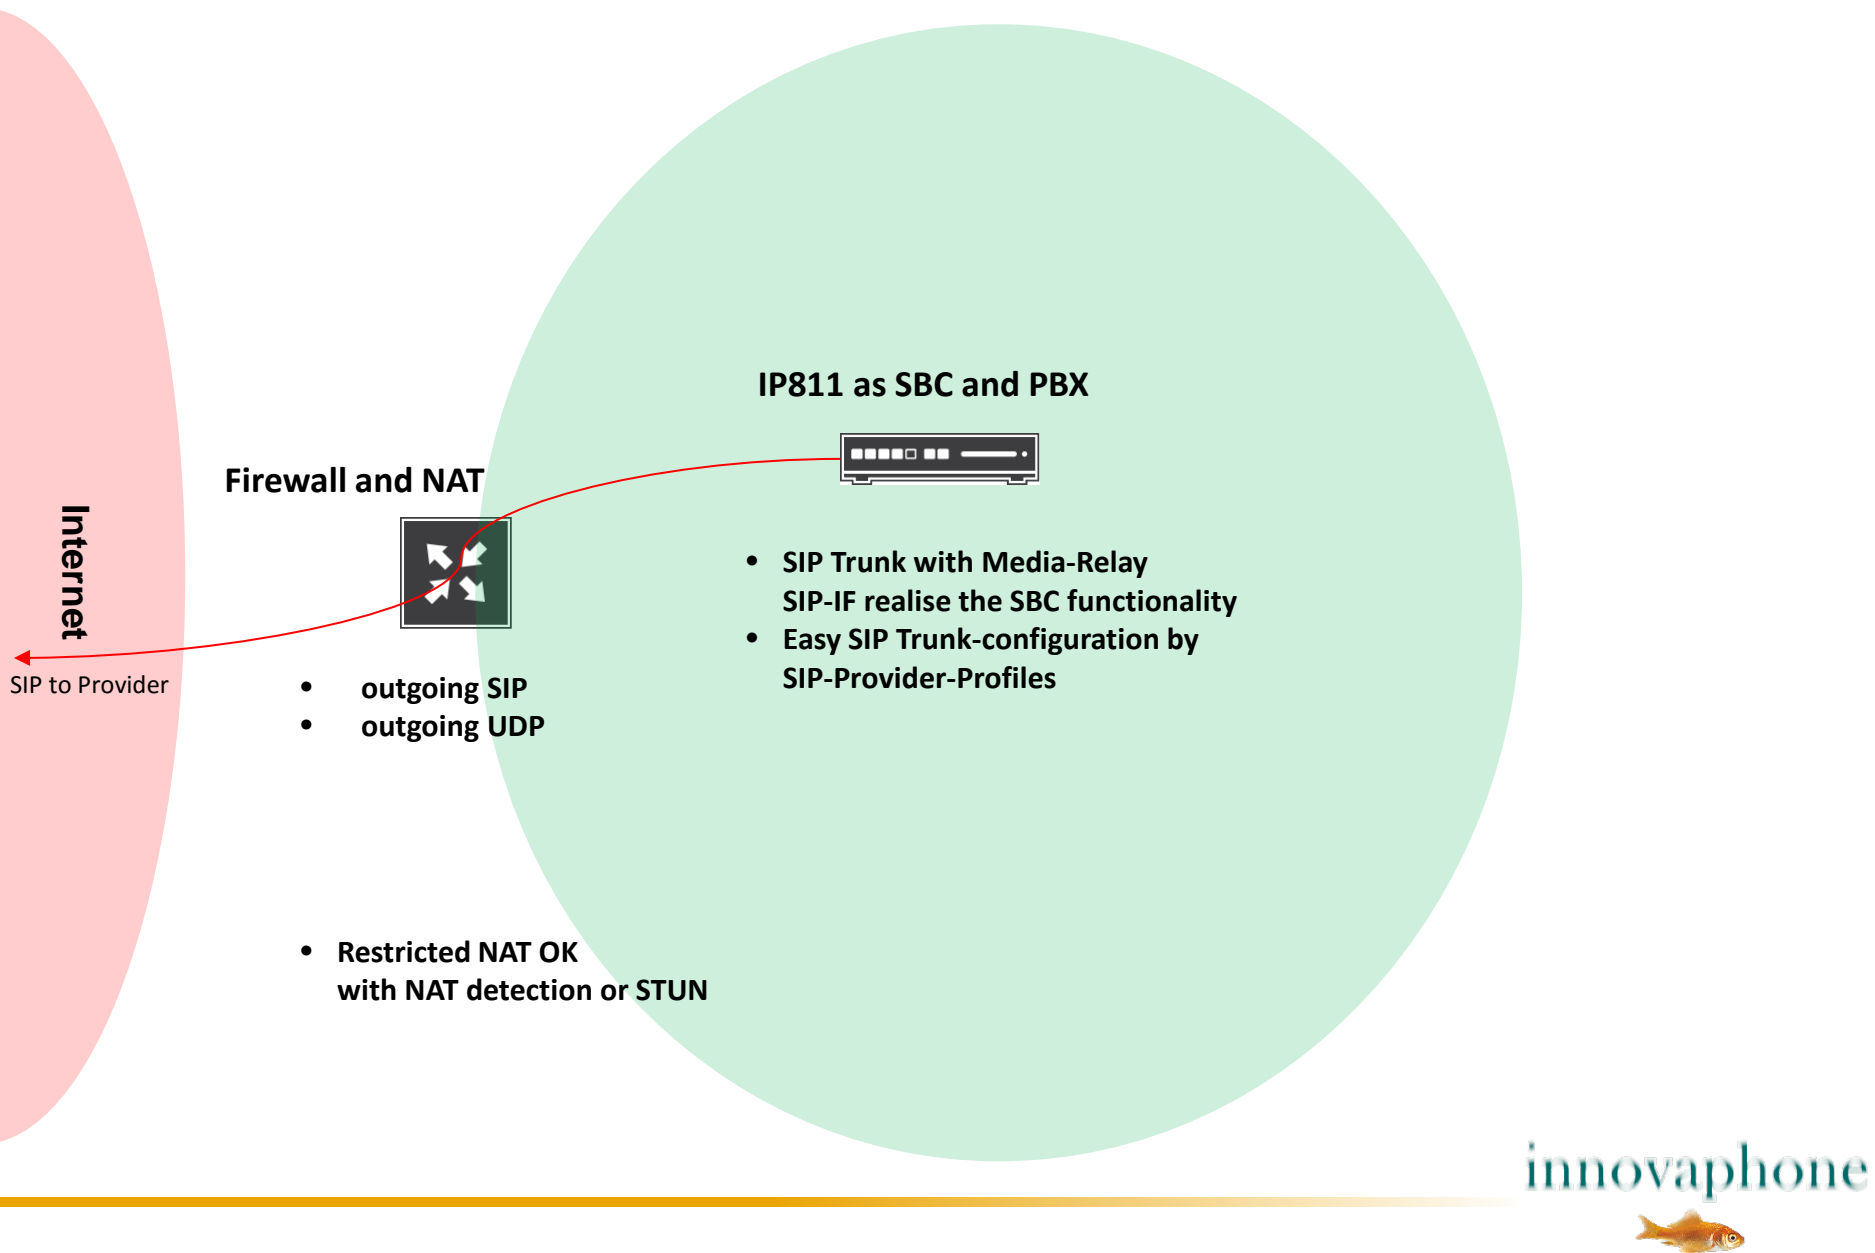 IP811 as SBC and PBX
Firewall and NAT
Internet
SIP to Provider
• outgoing SIP
• outgoing UDP
• SIP Trunk with Media-Relay
SIP-IF realise the SBC functionality
• Easy SIP Trunk-configuration by
SIP-Provider-Profiles
• Restricted NAT OK
with NAT detection or STUN
innovaphone